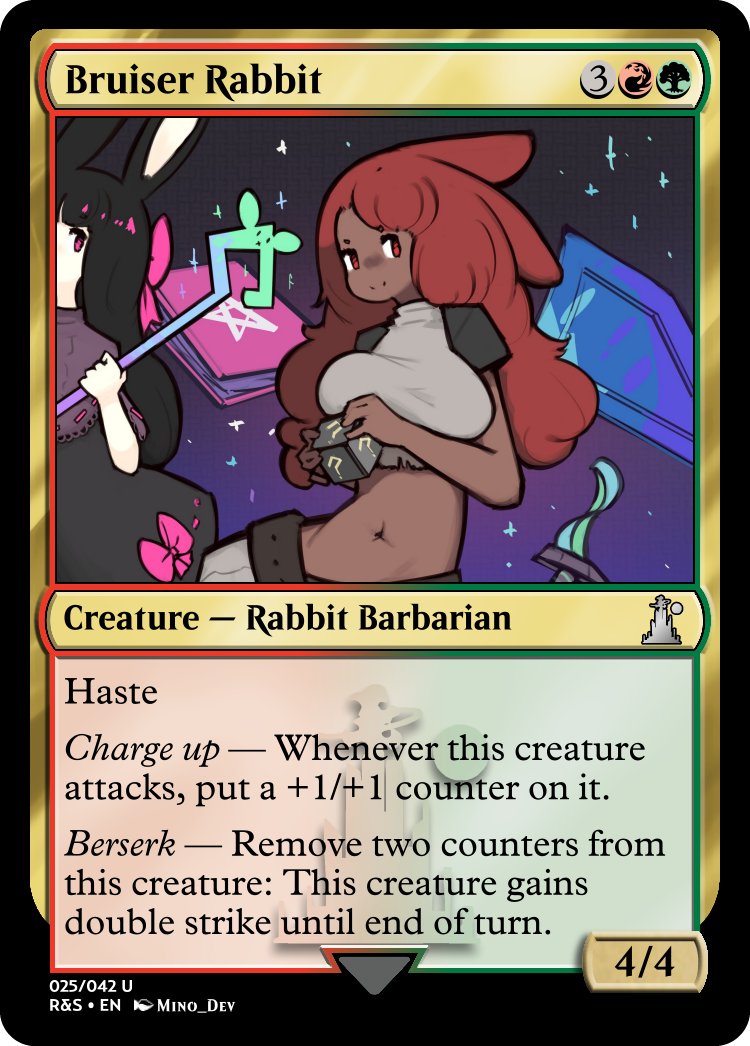 Bruiser Rabbit 3
Creature — Rabbit Barbarian
Haste
Charge up — Whenever this creature
attacks, put a +1/+1 counter on it.
Berserk — Remove two counters from
this creature: This creature gains
double strike until end of turn.
4/4
025/042 U
R&S • EN Mino_Dev